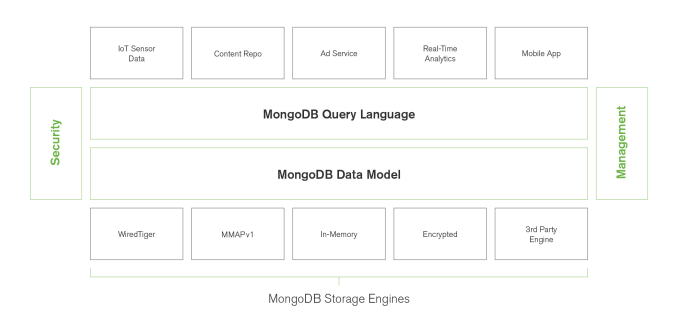 IoT Sensor
Data
Content Repo
Ad Service
Real-Time
Analytics
Mobile App
Security
MongoDB Query Language
MongoDB Data Model
Management
WiredTiger
MMAPv1
In-Memory
Encrypted
3rd Party
Engine
MongoDB Storage Engines